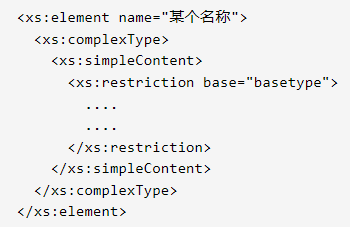 <xs:element name="某个名称">
  <xs:complexType>
    <xs:simpleContent>
      <xs:restriction base="basetype">
        ....
        ....
      </xs:restriction>
    </xs:simpleContent>
  </xs:complexType>
</xs:element>